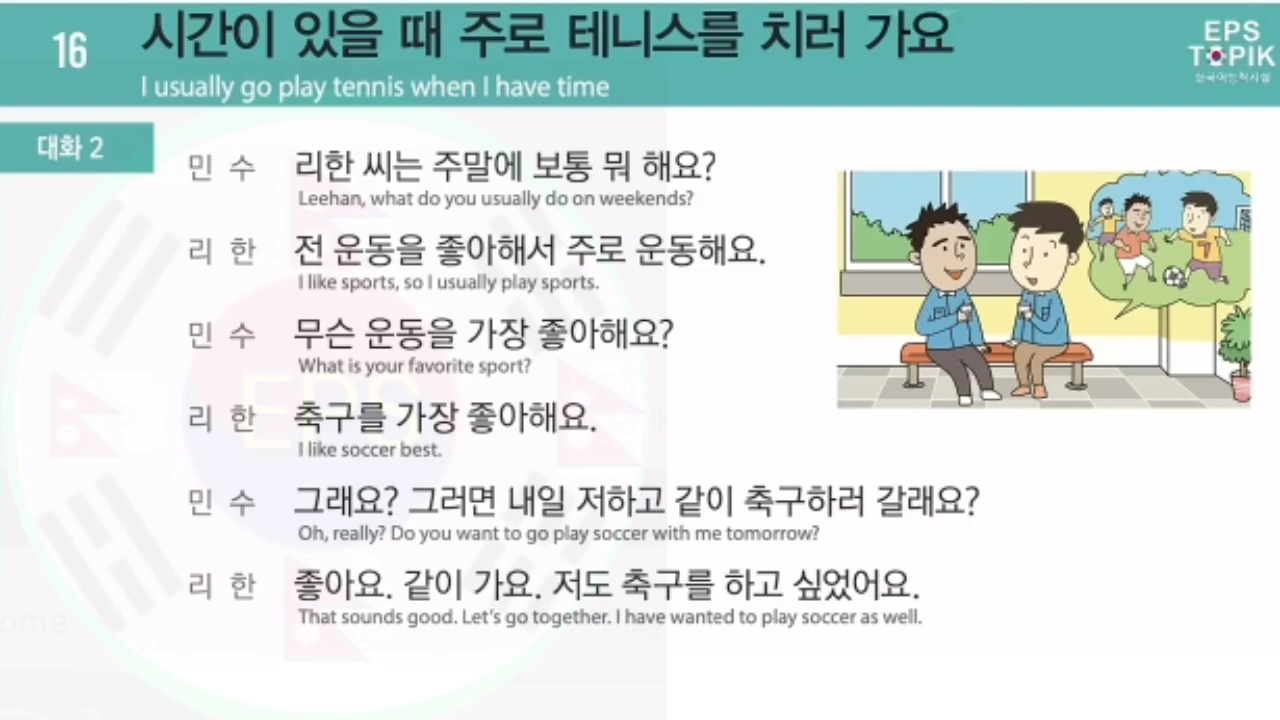 16
시간이 있을 때 주로 테니스를 치러 가요
I usually go play tennis when I have time
EPS
TOPIK
한국어능력시험
대화 2
민 수 리한 씨는 주말에 보통 뭐 해요?
Leehan, what do you usually do on weekends?
리 한 전 운동을 좋아해서 주로 운동해요.
I like sports, so I usually play sports.
민 수 무슨 운동을 가장 좋아해요?
What is your favorite sport?
리 한 축구를 가장 좋아해요.
I like soccer best.
민 수 그래요? 그러면 내일 저하고 같이 축구하러 갈래요?
Oh, really? Do you want to go play soccer with me tomorrow?
리 한 좋아요. 같이 가요. 저도 축구를 하고 싶었어요.
That sounds good. Let's go together. I have wanted to play soccer as well.
EPS
ome